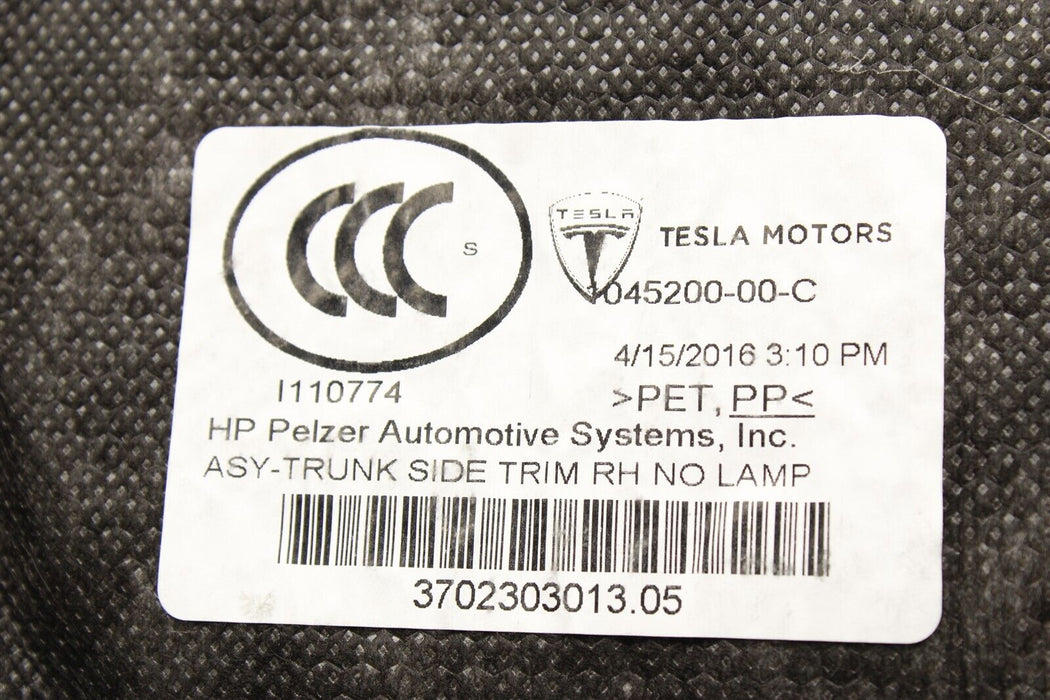 CCC S
TESLA
TESLA MOTORS
1045200-00-C
4/15/2016 3:10 PM
I110774
>PET, PP<
HP Pelzer Automotive Systems, Inc.
ASY-TRUNK SIDE TRIM RH NO LAMP
3702303013.05